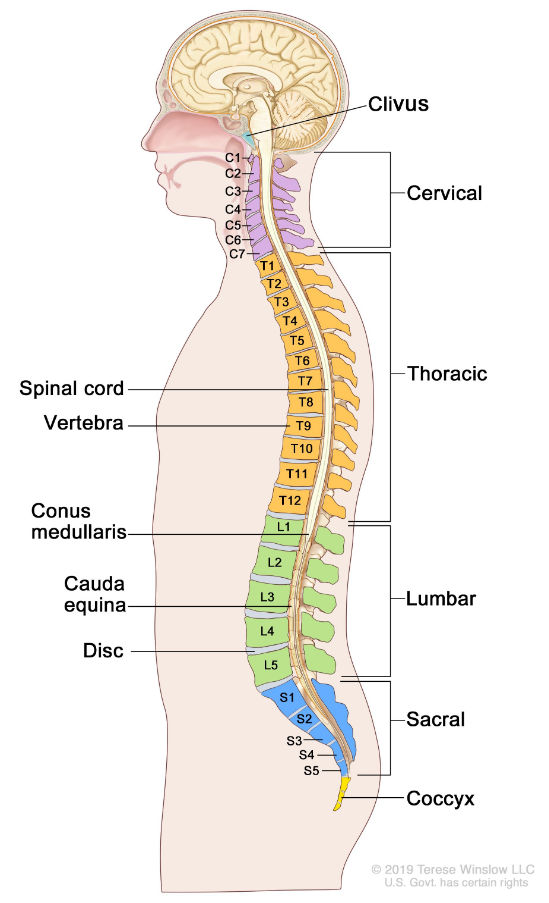 Clivus
C1
C2
C3
Cervical
C4
C5
C6
C7
T1
T2
T3
T4
T5
T6
Thoracic
T7
Spinal cord
T8
Vertebra
T9
T10
T11
T12
Conus
medullaris
L1
L2
Cauda
equina
L3
Lumbar
L4
Disc
L5
S1
S2
Sacral
S3
S4
S5
Coccyx
© 2019 Terese Winslow LLC
U.S. Govt. has certain rights